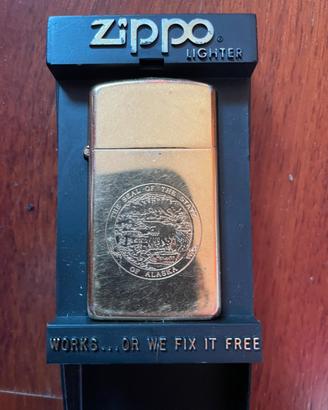 zippo
LIGHTER
THE SEAL OF THE STATE
OF ALASKA
WORKS...OR WE FIX IT FREE